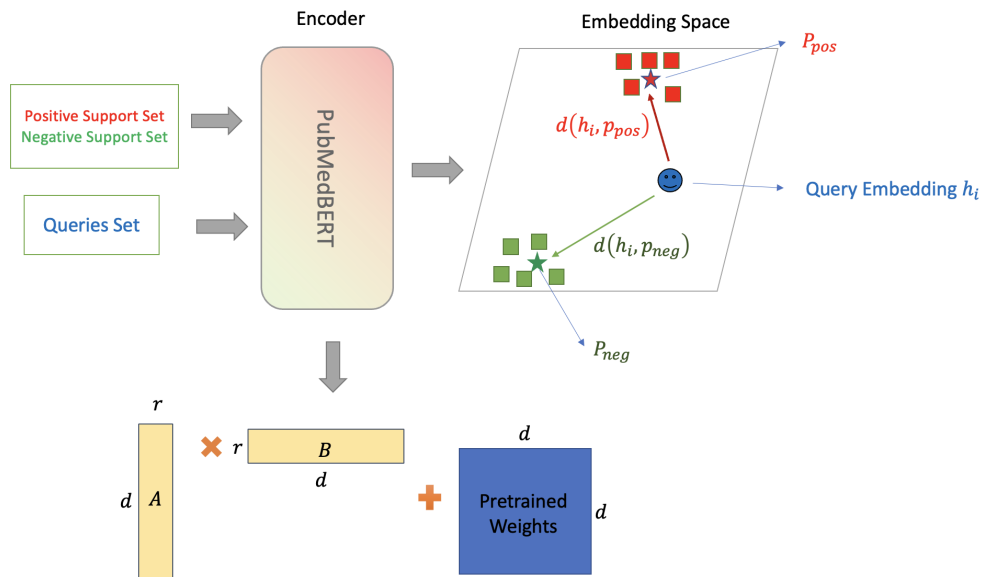 Encoder
Embedding Space
P_pos
Positive Support Set
Negative Support Set
PubMedBERT
d(h_i, p_pos)
Query Embedding h_i
Queries Set
d(h_i, p_neg)
P_neg
r
d
A
r
B
d
d
Pretrained
Weights
d